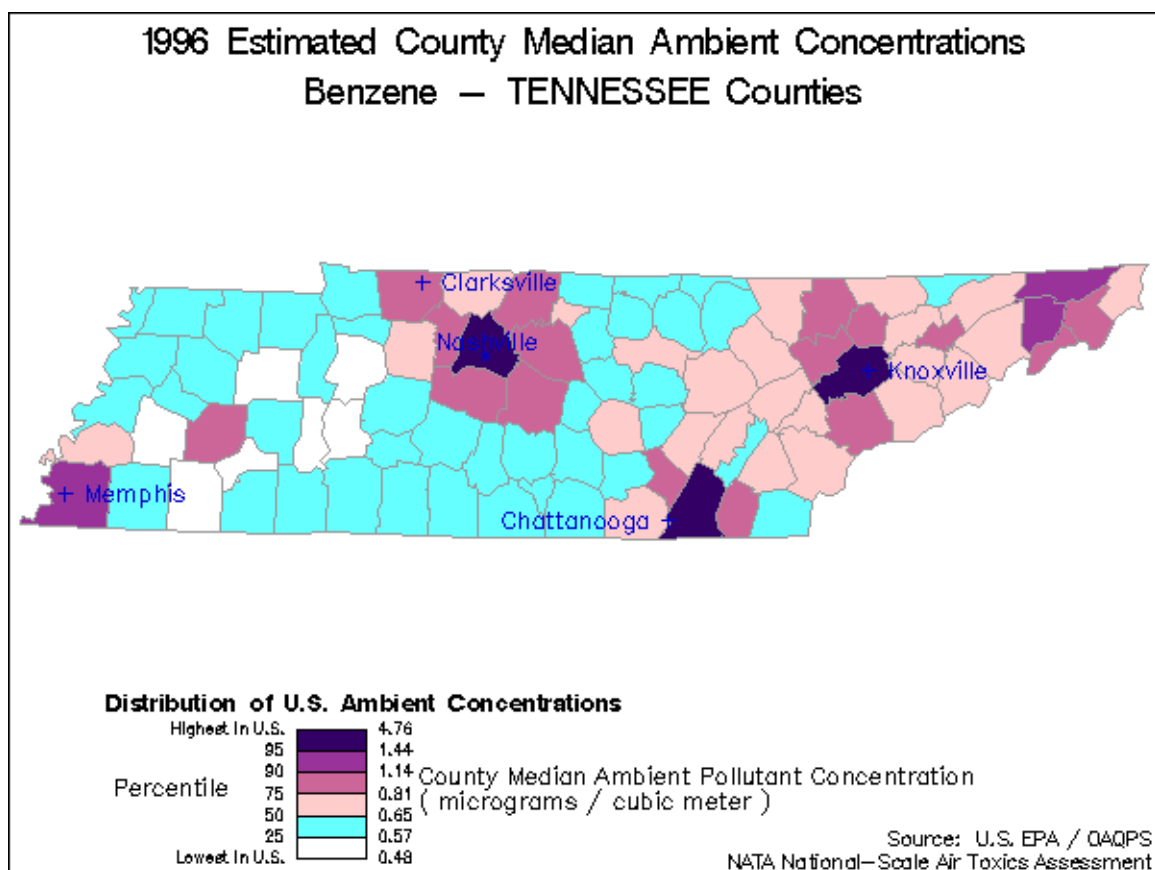 1996 Estimated County Median Ambient Concentrations
Benzene — TENNESSEE Counties
Clarksville
Nashville
Knoxville
Memphis
Chattanooga
Distribution of U.S. Ambient Concentrations
Highest In U.S. 4.76
95 1.44
90 1.14
75 0.81
50 0.65
25 0.57
Lowest In U.S. 0.48
Percentile
County Median Ambient Pollutant Concentration
( micrograms / cubic meter )
Source: U.S. EPA / OAQPS
NATA National-Scale Air Toxics Assessment